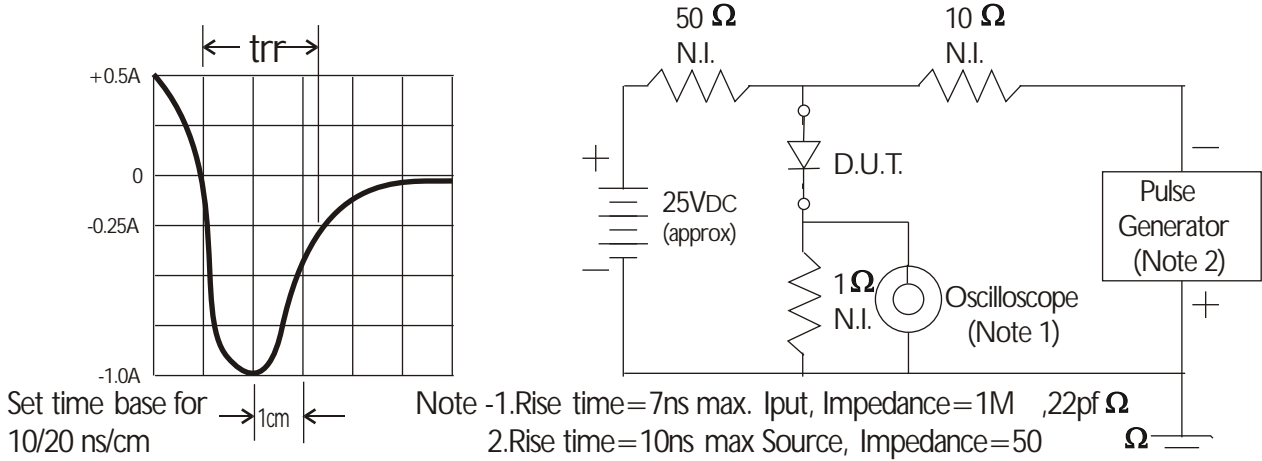 trr
+0.5A
0
-0.25A
-1.0A
1cm
Set time base for
10/20 ns/cm
50 Ω
N.I.
10 Ω
N.I.
D.U.T.
+
25VDC
(approx)
−
1Ω
N.I.
Oscilloscope
(Note 1)
−
Pulse
Generator
(Note 2)
+
Note -1.Rise time=7ns max. Iput, Impedance=1M ,22pf Ω
2.Rise time=10ns max Source, Impedance=50 Ω